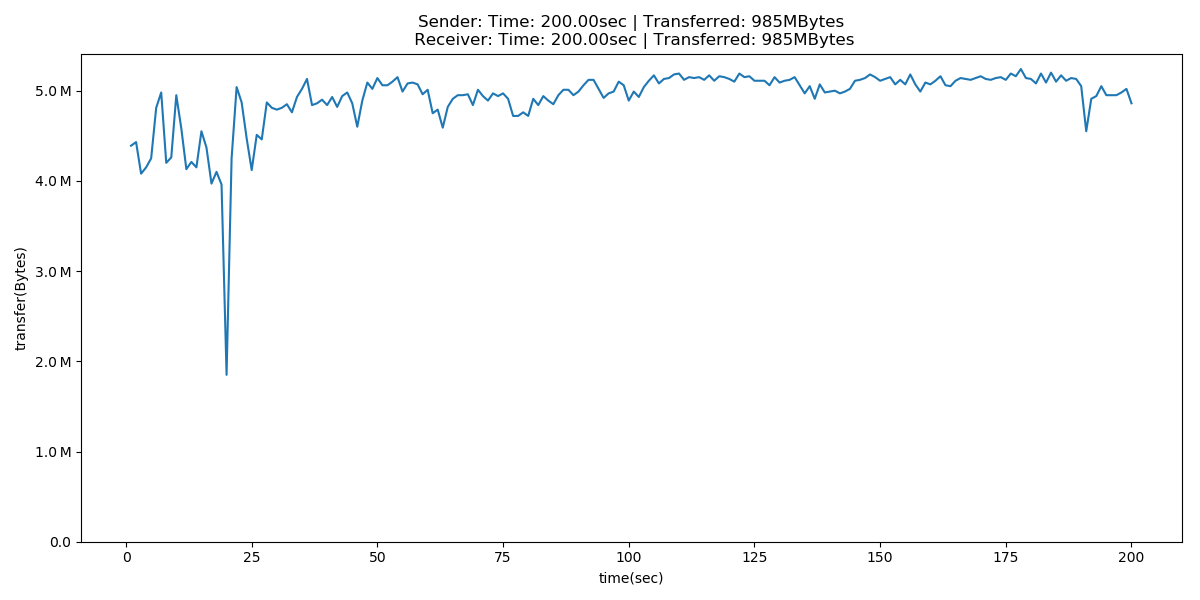 Sender: Time: 200.00sec | Transferred: 985MBytes
Receiver: Time: 200.00sec | Transferred: 985MBytes
transfer(Bytes)
5.0 M
4.0 M
3.0 M
2.0 M
1.0 M
0.0
0 25 50 75 100 125 150 175 200
time(sec)